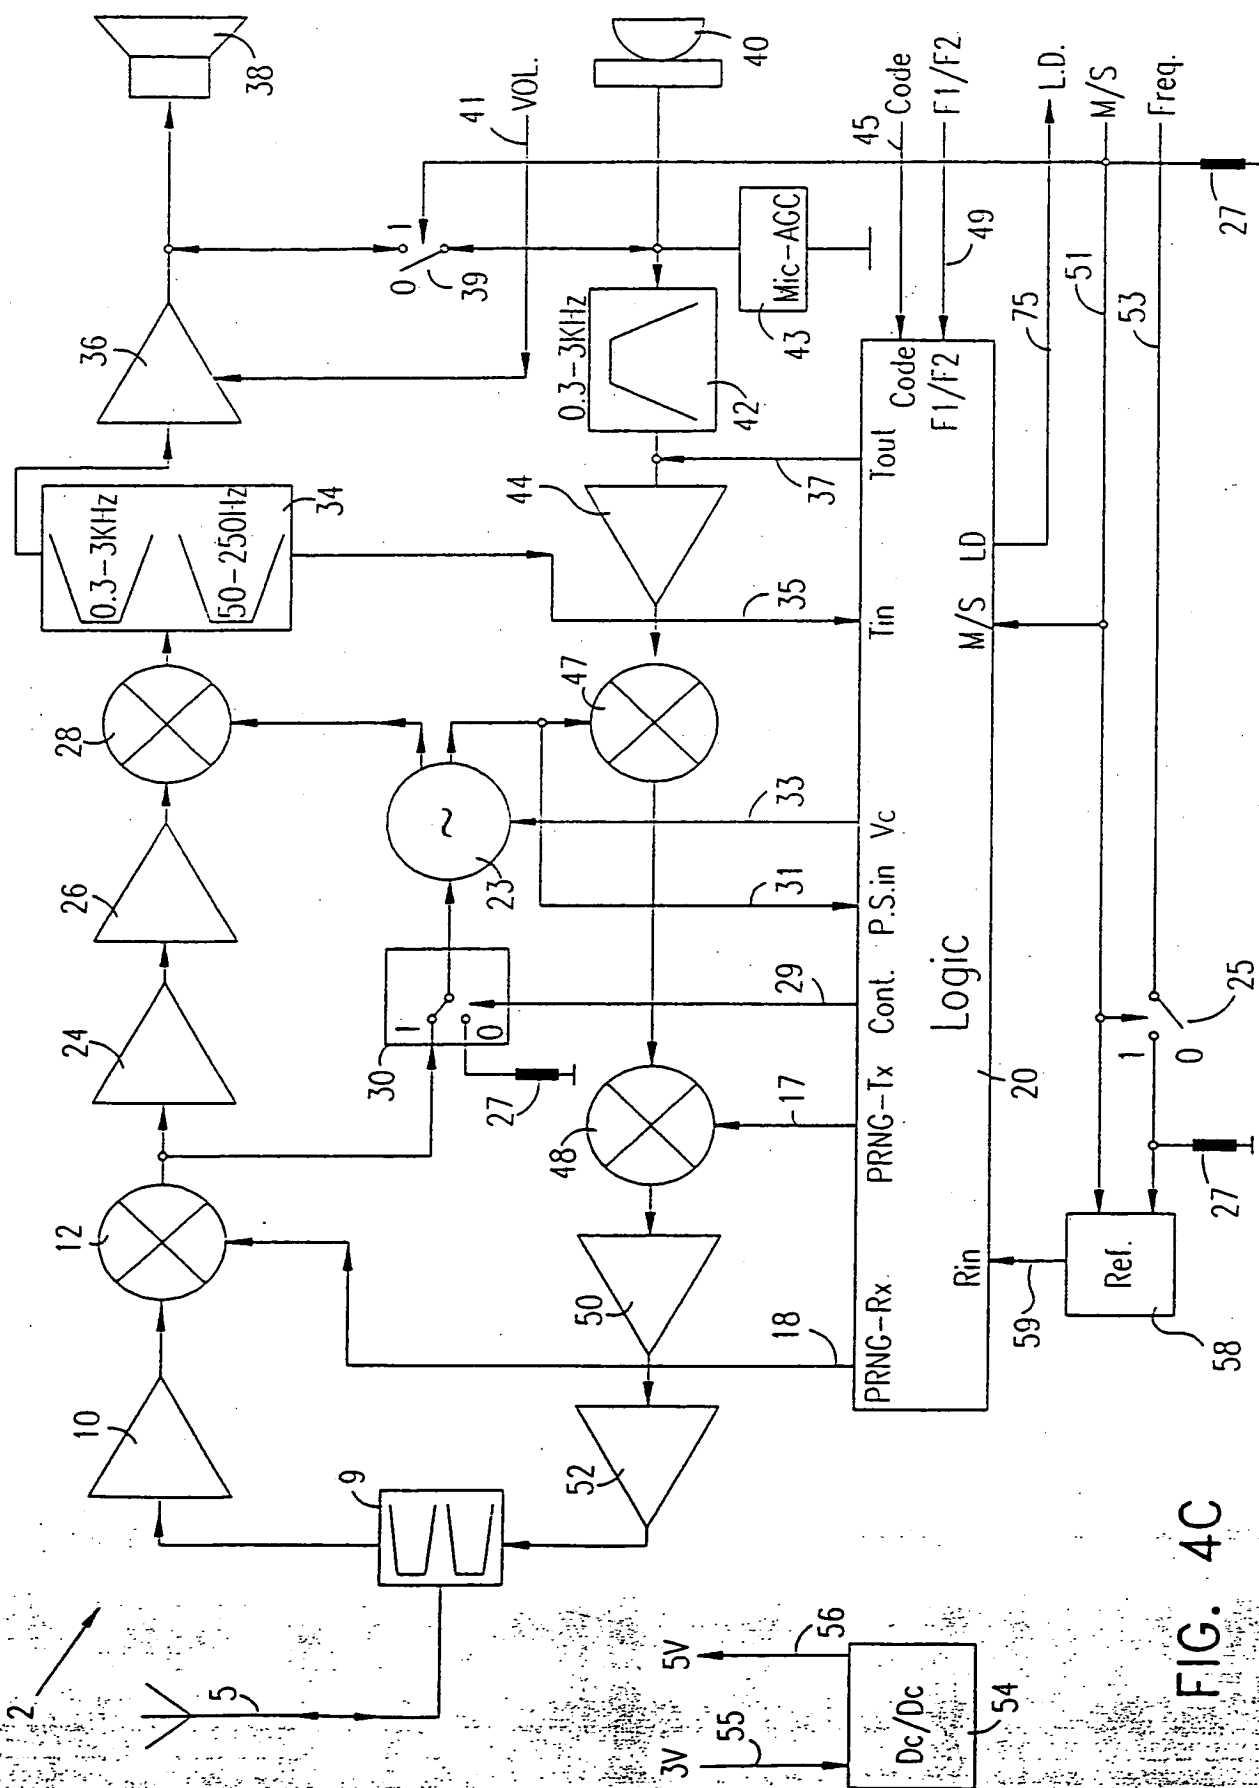 2
5
9
10
12
24
26
28
0.3-3KHz
50-250Hz
34
36
38
18
30
1
0
27
23
31
33
35
29
17
0
1
39
41
VOL.
40
52
50
48
47
44
37
0.3-3KHz
42
Mic-AGC
43
45
Code
F1/F2
49
PRNG-Rx
PRNG-Tx
Cont.
P.S.in
Vc
Tin
Tout
Code
F1/F2
Logic
20
Rin
M/S
LD
75
L.D.
51
M/S
53
Freq.
27
59
Ref.
58
27
1
0
25
3V
55
5V
56
Dc/Dc
54
FIG. 4C